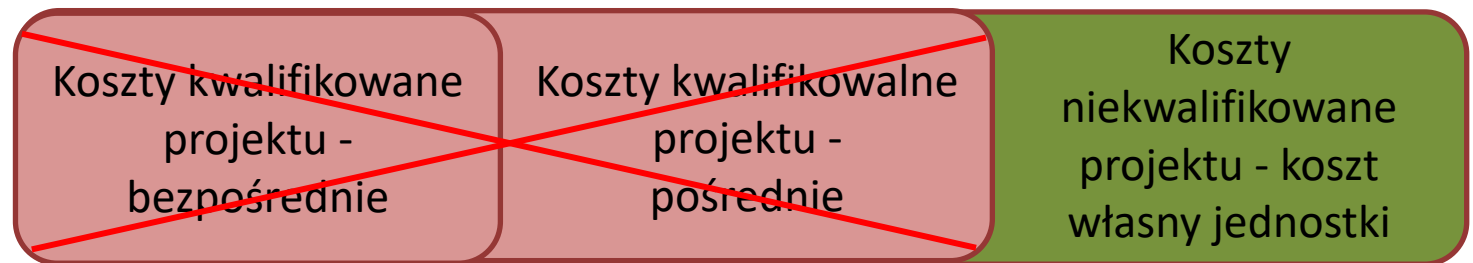 Koszty kwalifikowane
projektu -
bezpośrednie
Koszty kwalifikowalne
projektu -
pośrednie
Koszty
niekwalifikowane
projektu - koszt
własny jednostki